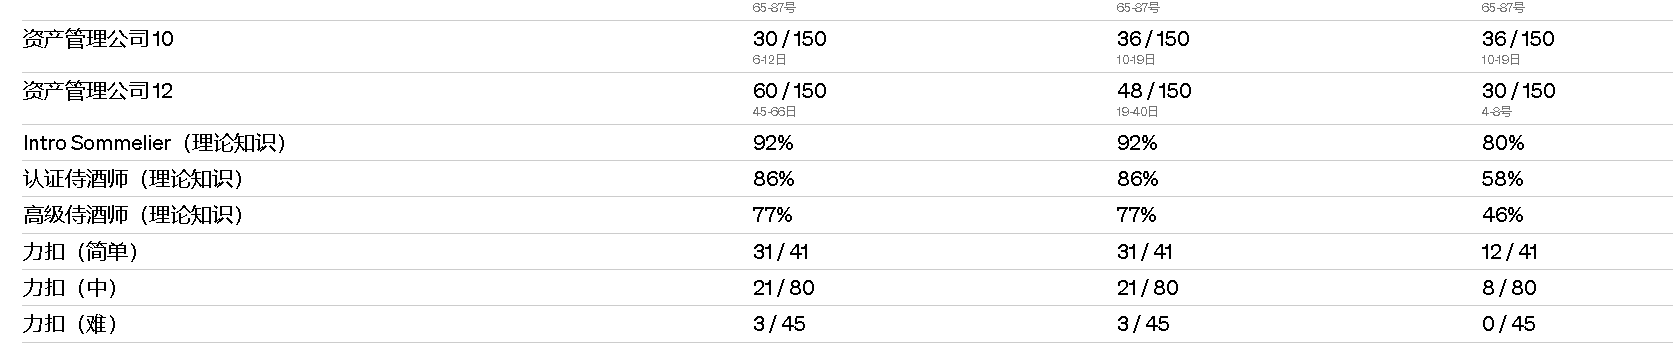 65-87号 65-87号 65-87号
资产管理公司10 30 / 150 36 / 150 36 / 150
6-12日 10-19日 10-19日
资产管理公司12 60 / 150 48 / 150 30 / 150
45-66日 19-40日 4-8号
Intro Sommelier（理论知识） 92% 92% 80%
认证侍酒师（理论知识） 86% 86% 58%
高级侍酒师（理论知识） 77% 77% 46%
力扣（简单） 31 / 41 31 / 41 12 / 41
力扣（中） 21 / 80 21 / 80 8 / 80
力扣（难） 3 / 45 3 / 45 0 / 45